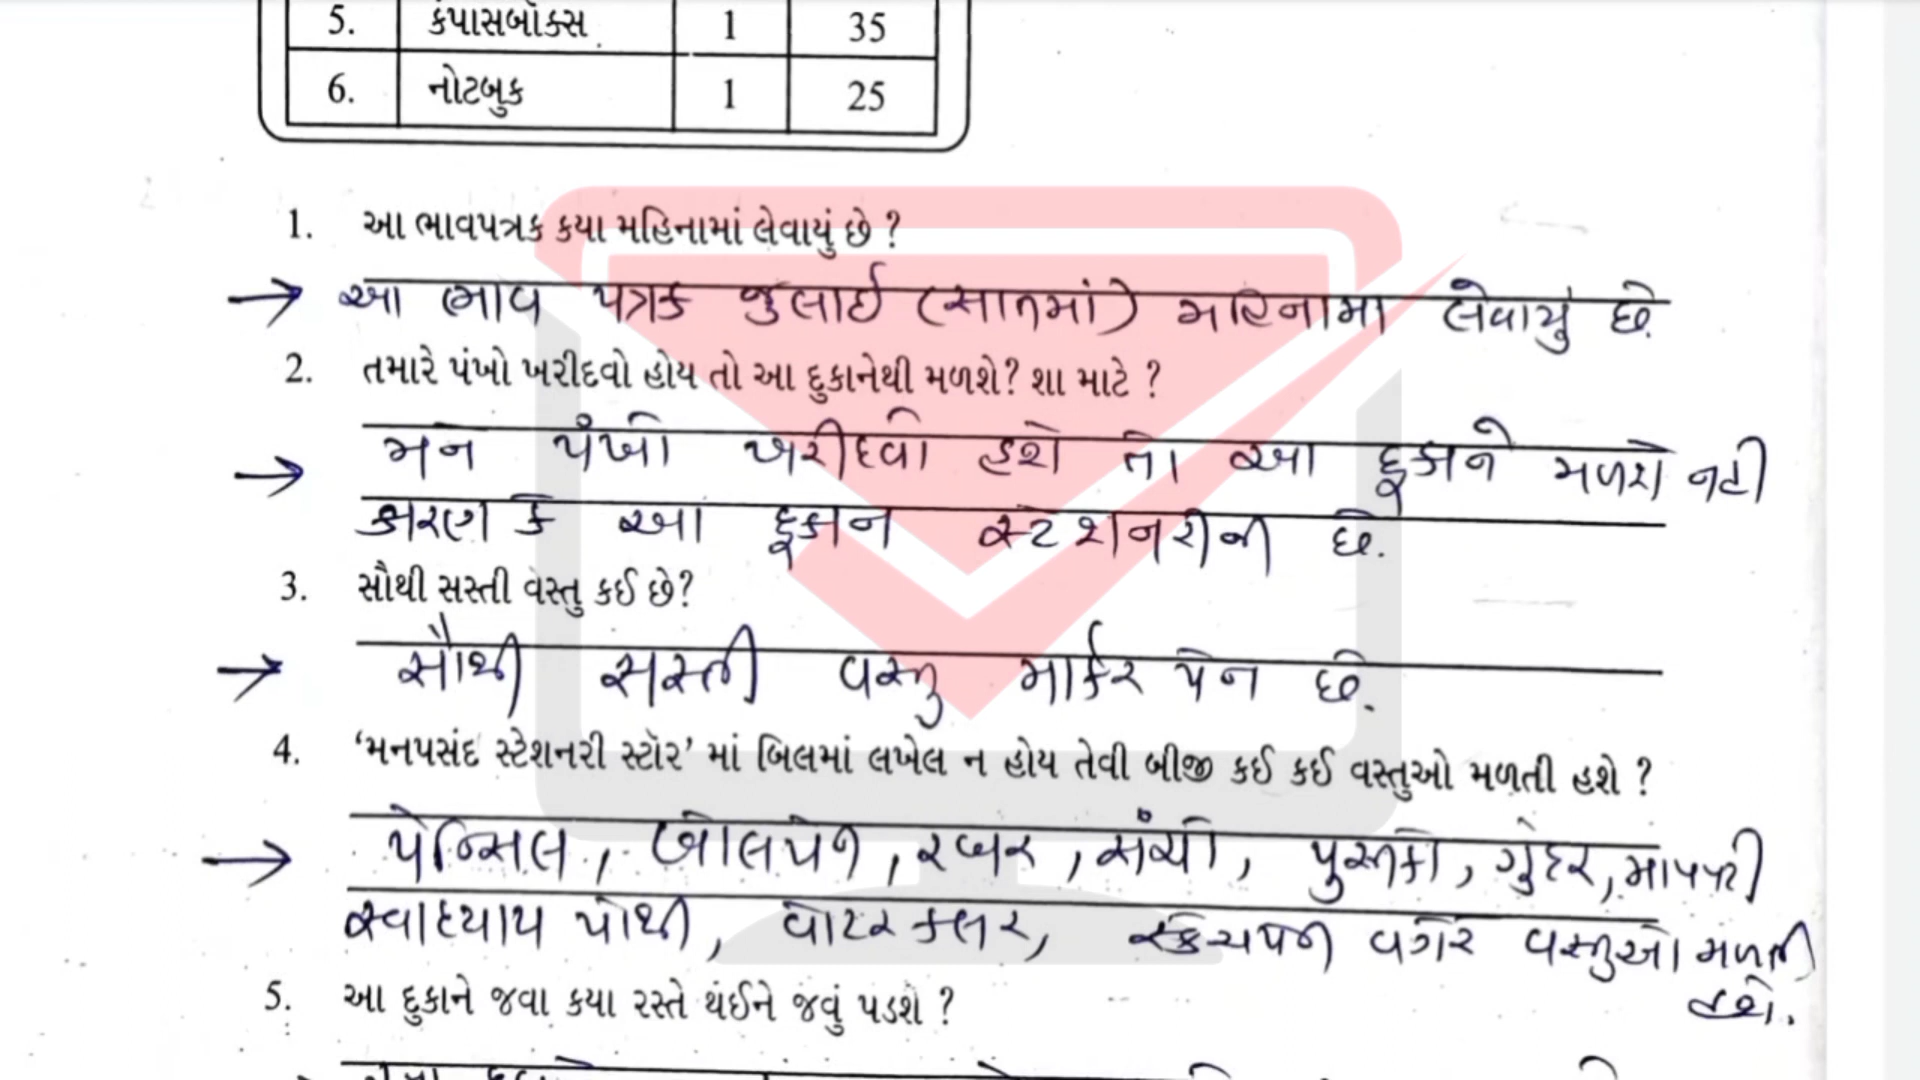 5. કંપાસબૉક્સ 1 35
6. નોટબુક 1 25
1. આ ભાવપત્રક કયા મહિનામાં લેવાયું છે ?
→ આ ભાવ પત્રક જુલાઈ (સાતમાં) મહિનામા લેવાયું છે.
2. તમારે પંખો ખરીદવો હોય તો આ દુકાનેથી મળશે? શા માટે ?
→ મને પંખો ખરીદવો હશે તો આ દૂકાને મળશે નહી
કારણ કે આ દૂકાન સ્ટેશનરીની છે.
3. સૌથી સસ્તી વસ્તુ કઈ છે?
→ સૌથી સસ્તી વસ્તુ માર્કર પેન છે.
4. ‘મનપસંદ સ્ટેશનરી સ્ટૉર’ માં બિલમાં લખેલ ન હોય તેવી બીજી કઈ કઈ વસ્તુઓ મળતી હશે ?
→ પેન્સિલ, બોલપેન, રબર, સંચો, પુસ્તકો, ગુંદર, માપપટ્ટી
સ્વાધ્યાય પોથી, વોટર કલર, સ્કેચપેન વગેરે વસ્તુઓ મળતી
હશે.
5. આ દુકાને જવા કયા રસ્તે થઈને જવું પડશે ?